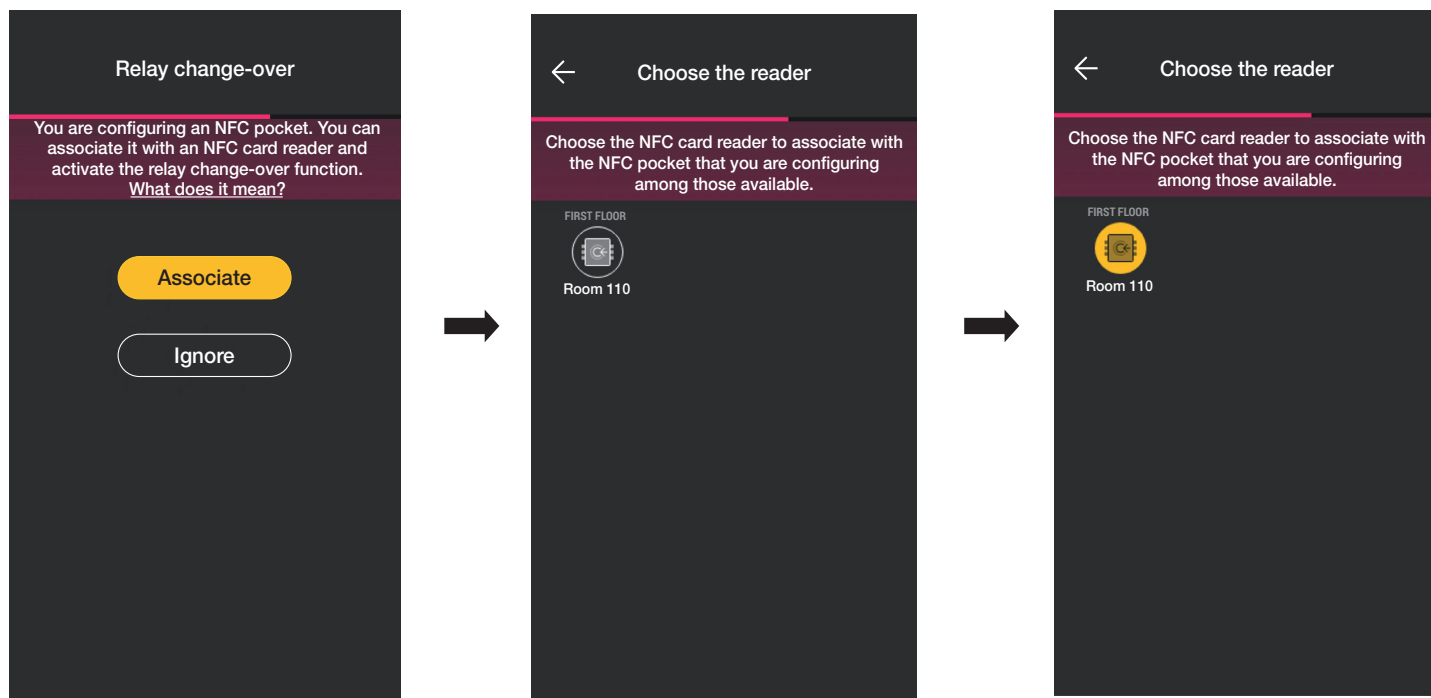 Relay change-over
You are configuring an NFC pocket. You can
associate it with an NFC card reader and
activate the relay change-over function.
What does it mean?
Associate
Ignore
Choose the reader
Choose the NFC card reader to associate with
the NFC pocket that you are configuring
among those available.
FIRST FLOOR
Room 110
Choose the reader
Choose the NFC card reader to associate with
the NFC pocket that you are configuring
among those available.
FIRST FLOOR
Room 110